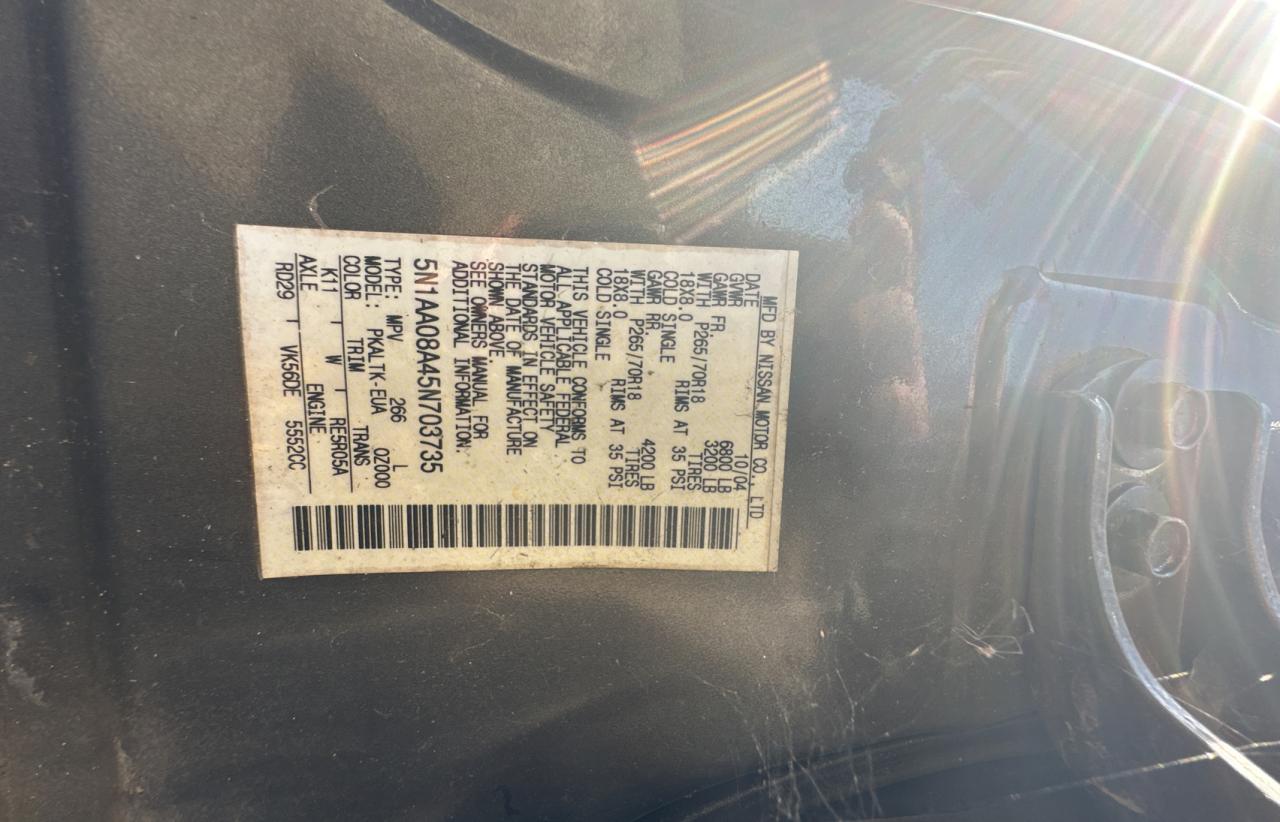 MFD BY NISSAN MOTOR CO., LTD
DATE 10/04
GVWR 6800 LB
GAWR FR. 3200 LB
WITH P265/70R18 TIRES
18X8.0 RIMS AT 35 PSI
COLD SINGLE
GAWR RR. 4200 LB
WITH P265/70R18 TIRES
18X8.0 RIMS AT 35 PSI
COLD SINGLE
THIS VEHICLE CONFORMS TO
ALL APPLICABLE FEDERAL
MOTOR VEHICLE SAFETY
STANDARDS IN EFFECT ON
THE DATE OF MANUFACTURE
SHOWN ABOVE.
SEE OWNERS MANUAL FOR
ADDITIONAL INFORMATION.
5N1AA08A45N703735
TYPE: MPV 266 L
MODEL: PKALTK-EUA 0Z000
COLOR TRIM TRANS
K11 W RE5R05A
AXLE ENGINE
RD29 VK56DE 5552CC